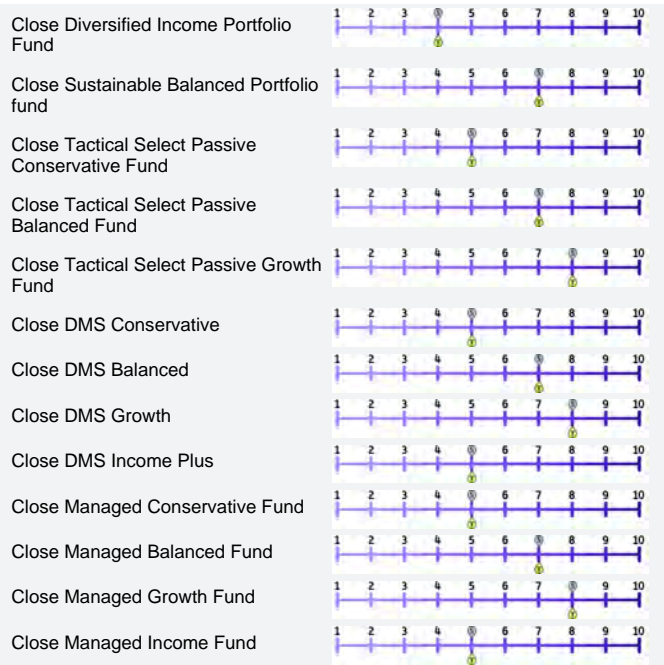 1 2 3 4 5 6 7 8 9 10
Close Diversified Income Portfolio
Fund
1 2 3 4 5 6 7 8 9 10
Close Sustainable Balanced Portfolio
fund
1 2 3 4 5 6 7 8 9 10
Close Tactical Select Passive
Conservative Fund
1 2 3 4 5 6 7 8 9 10
Close Tactical Select Passive
Balanced Fund
1 2 3 4 5 6 7 8 9 10
Close Tactical Select Passive Growth
Fund
1 2 3 4 5 6 7 8 9 10
Close DMS Conservative
1 2 3 4 5 6 7 8 9 10
Close DMS Balanced
1 2 3 4 5 6 7 8 9 10
Close DMS Growth
1 2 3 4 5 6 7 8 9 10
Close DMS Income Plus
1 2 3 4 5 6 7 8 9 10
Close Managed Conservative Fund
1 2 3 4 5 6 7 8 9 10
Close Managed Balanced Fund
1 2 3 4 5 6 7 8 9 10
Close Managed Growth Fund
1 2 3 4 5 6 7 8 9 10
Close Managed Income Fund